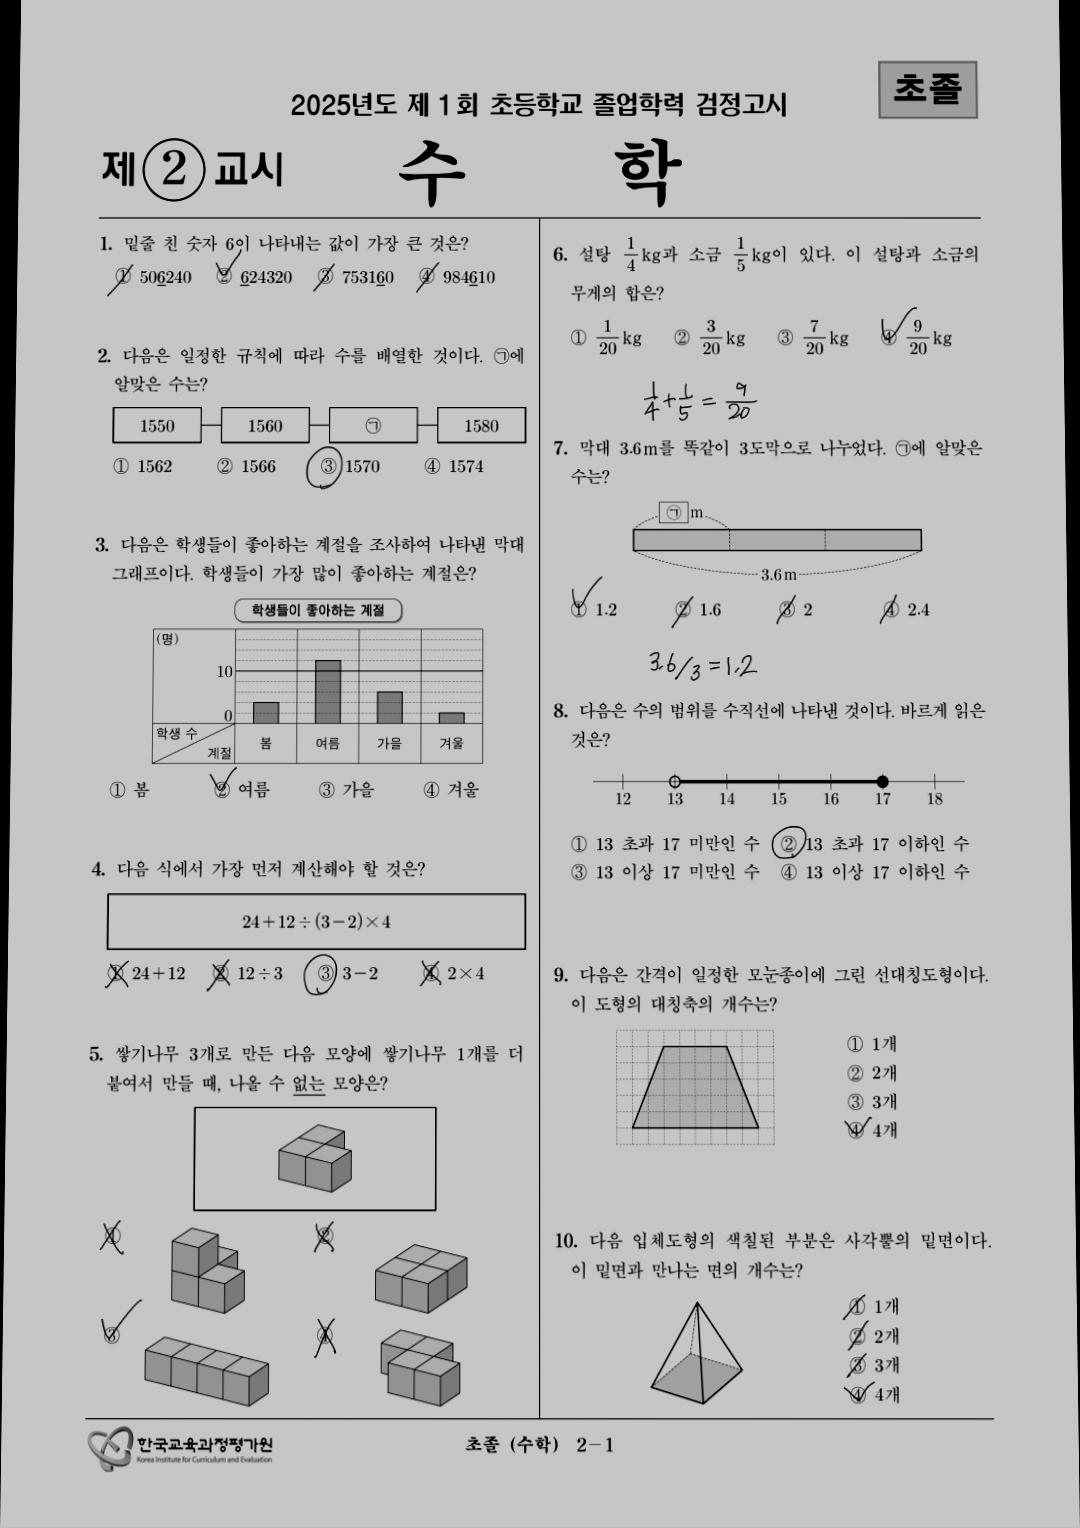 초졸
2025년도 제 1 회 초등학교 졸업학력 검정고시
제 ② 교시 수 학
1. 밑줄 친 숫자 6이 나타내는 값이 가장 큰 것은?
① 506240 ② 624320 ③ 753160 ④ 984610
2. 다음은 일정한 규칙에 따라 수를 배열한 것이다. ㉠에
알맞은 수는?
1550 1560 ㉠ 1580
① 1562 ② 1566 ③ 1570 ④ 1574
3. 다음은 학생들이 좋아하는 계절을 조사하여 나타낸 막대
그래프이다. 학생들이 가장 많이 좋아하는 계절은?
학생들이 좋아하는 계절
(명)
10
0
학생 수
계절
봄 여름 가을 겨울
① 봄 ② 여름 ③ 가을 ④ 겨울
4. 다음 식에서 가장 먼저 계산해야 할 것은?
24+12÷(3-2)×4
① 24+12 ② 12÷3 ③ 3-2 ④ 2×4
5. 쌓기나무 3개로 만든 다음 모양에 쌓기나무 1개를 더
붙여서 만들 때, 나올 수 없는 모양은?
① ②
③ ④
6. 설탕 1/4 kg과 소금 1/5 kg이 있다. 이 설탕과 소금의
무게의 합은?
① 1/20 kg ② 3/20 kg ③ 7/20 kg ④ 9/20 kg
1/4 + 1/5 = 9/20
7. 막대 3.6m를 똑같이 3도막으로 나누었다. ㉠에 알맞은
수는?
㉠ m
3.6m
① 1.2 ② 1.6 ③ 2 ④ 2.4
3.6/3 = 1.2
8. 다음은 수의 범위를 수직선에 나타낸 것이다. 바르게 읽은
것은?
12 13 14 15 16 17 18
① 13 초과 17 미만인 수 ② 13 초과 17 이하인 수
③ 13 이상 17 미만인 수 ④ 13 이상 17 이하인 수
9. 다음은 간격이 일정한 모눈종이에 그린 선대칭도형이다.
이 도형의 대칭축의 개수는?
① 1개
② 2개
③ 3개
④ 4개
10. 다음 입체도형의 색칠된 부분은 사각뿔의 밑면이다.
이 밑면과 만나는 면의 개수는?
① 1개
② 2개
③ 3개
④ 4개
한국교육과정평가원
Korea Institute for Curriculum and Evaluation
초졸 (수학) 2-1